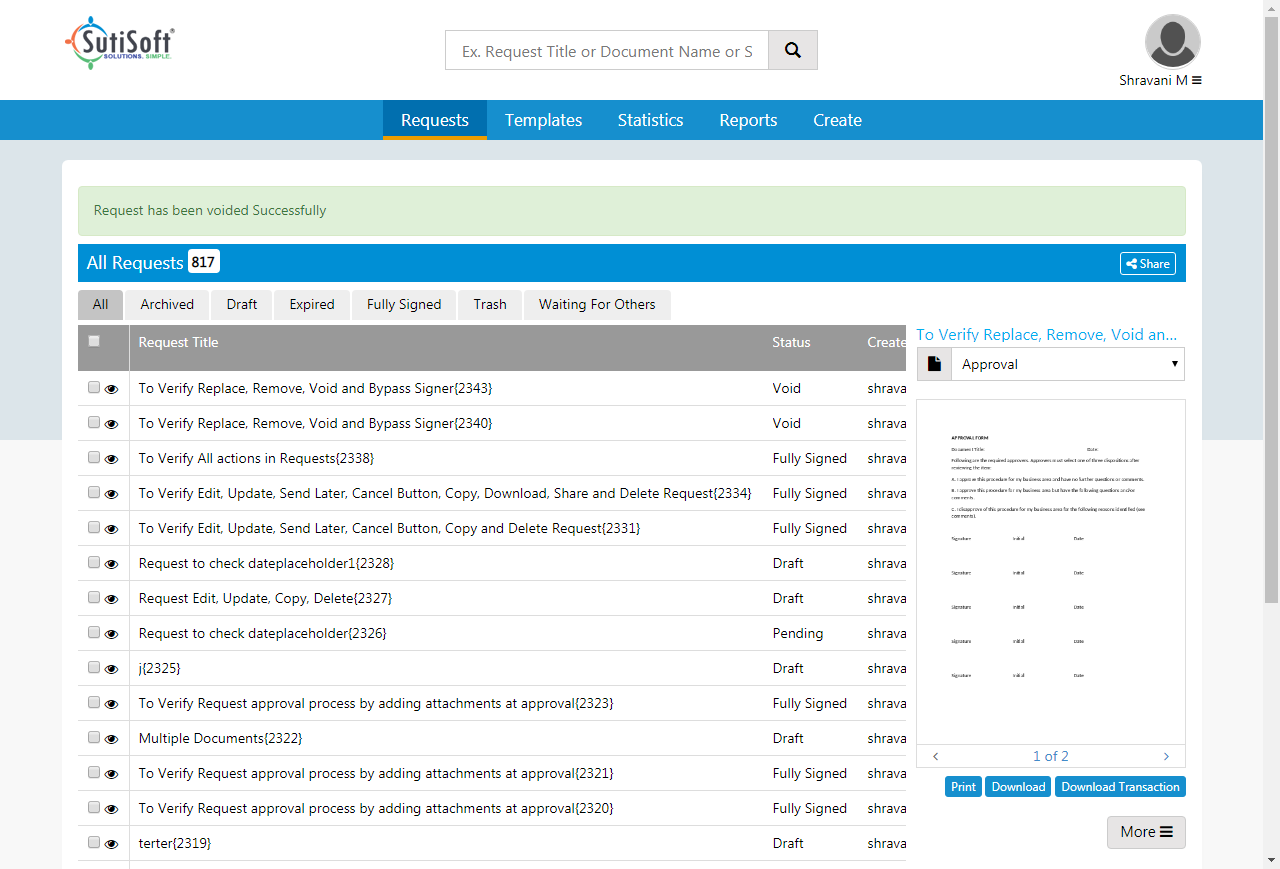 SutiSoft®
SOLUTIONS. SIMPLE.
Ex. Request Title or Document Name or S
Shravani M
Requests Templates Statistics Reports Create
Request has been voided Successfully
All Requests 817
Share
All Archived Draft Expired Fully Signed Trash Waiting For Others
Request Title Status Create
To Verify Replace, Remove, Void and Bypass Signer{2343} Void shrava
To Verify Replace, Remove, Void and Bypass Signer{2340} Void shrava
To Verify All actions in Requests{2338} Fully Signed shrava
To Verify Edit, Update, Send Later, Cancel Button, Copy, Download, Share and Delete Request{2334} Fully Signed shrava
To Verify Edit, Update, Send Later, Cancel Button, Copy and Delete Request{2331} Fully Signed shrava
Request to check dateplaceholder1{2328} Draft shrava
Request Edit, Update, Copy, Delete{2327} Draft shrava
Request to check dateplaceholder{2326} Pending shrava
j{2325} Draft shrava
To Verify Request approval process by adding attachments at approval{2323} Fully Signed shrava
Multiple Documents{2322} Draft shrava
To Verify Request approval process by adding attachments at approval{2321} Fully Signed shrava
To Verify Request approval process by adding attachments at approval{2320} Fully Signed shrava
terter{2319} Draft shrava
To Verify Replace, Remove, Void an...
Approval
APPROVAL FORM
Document Title: Date:
Following are the required approvers. Approvers must select one of three dispositions after
reviewing the item:
A. I approve this procedure for my business area and have no further questions or comments.
B. I approve this procedure for my business area but have the following questions and/or
comments.
C. I disapprove of this procedure for my business area for the following reasons identified (see
comments).
Signature Initial Date
Signature Initial Date
Signature Initial Date
Signature Initial Date
Signature Initial Date
1 of 2
Print Download Download Transaction
More